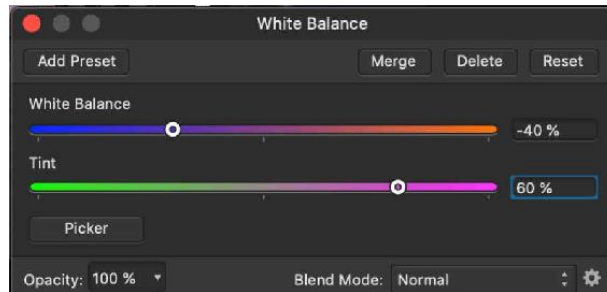 White Balance
Add Preset Merge Delete Reset
White Balance
-40 %
Tint
60 %
Picker
Opacity: 100 % Blend Mode: Normal